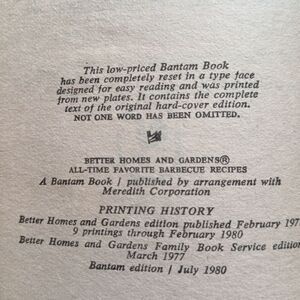 This low-priced Bantam Book
has been completely reset in a type face
designed for easy reading and was printed
from new plates. It contains the complete
text of the original hard-cover edition.
NOT ONE WORD HAS BEEN OMITTED.
BETTER HOMES AND GARDENS®
ALL-TIME FAVORITE BARBECUE RECIPES
A Bantam Book / published by arrangement with
Meredith Corporation
PRINTING HISTORY
Better Homes and Gardens edition published February 197
9 printings through February 1980
Better Homes and Gardens Family Book Service edition
March 1977
Bantam edition / July 1980